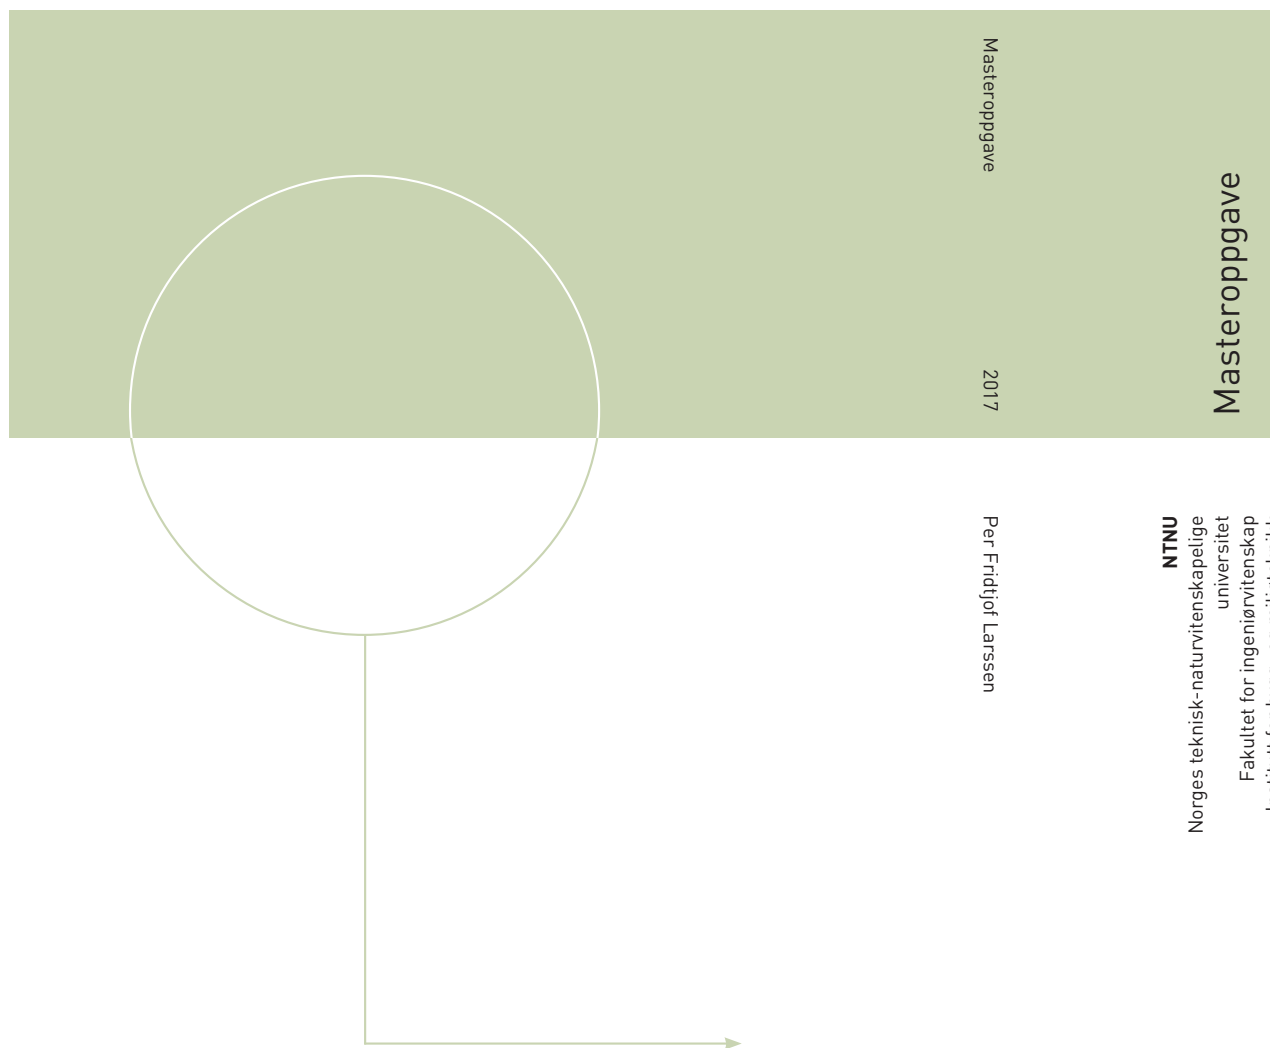 Masteroppgave
2017
Per Fridtjof Larssen
Masteroppgave
NTNU
Norges teknisk-naturvitenskapelige
universitet
Fakultet for ingeniørvitenskap